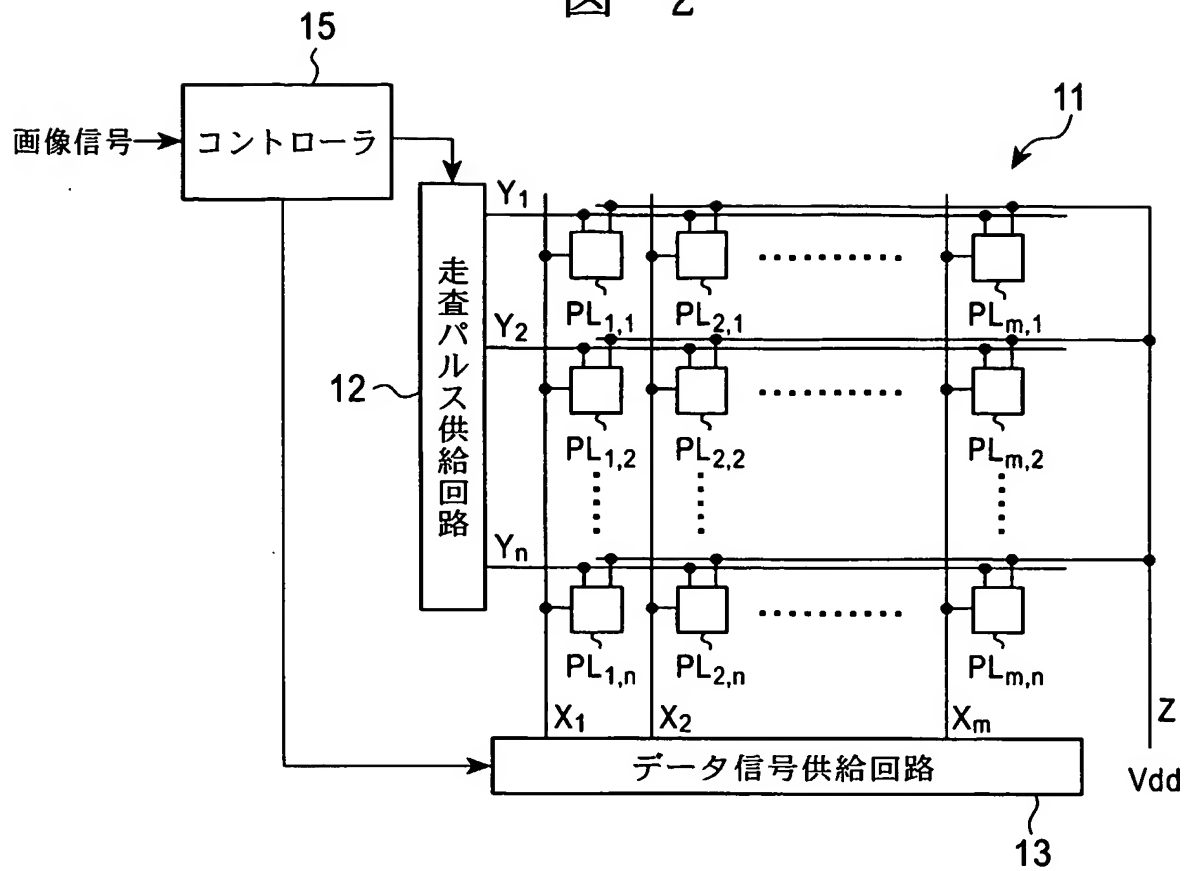 図 2
15
画像信号
コントローラ
11
Y1
走査パルス供給回路
PL1,1
PL2,1
PLm,1
Y2
12
PL1,2
PL2,2
PLm,2
Yn
PL1,n
PL2,n
PLm,n
X1
X2
Xm
Z
データ信号供給回路
Vdd
13